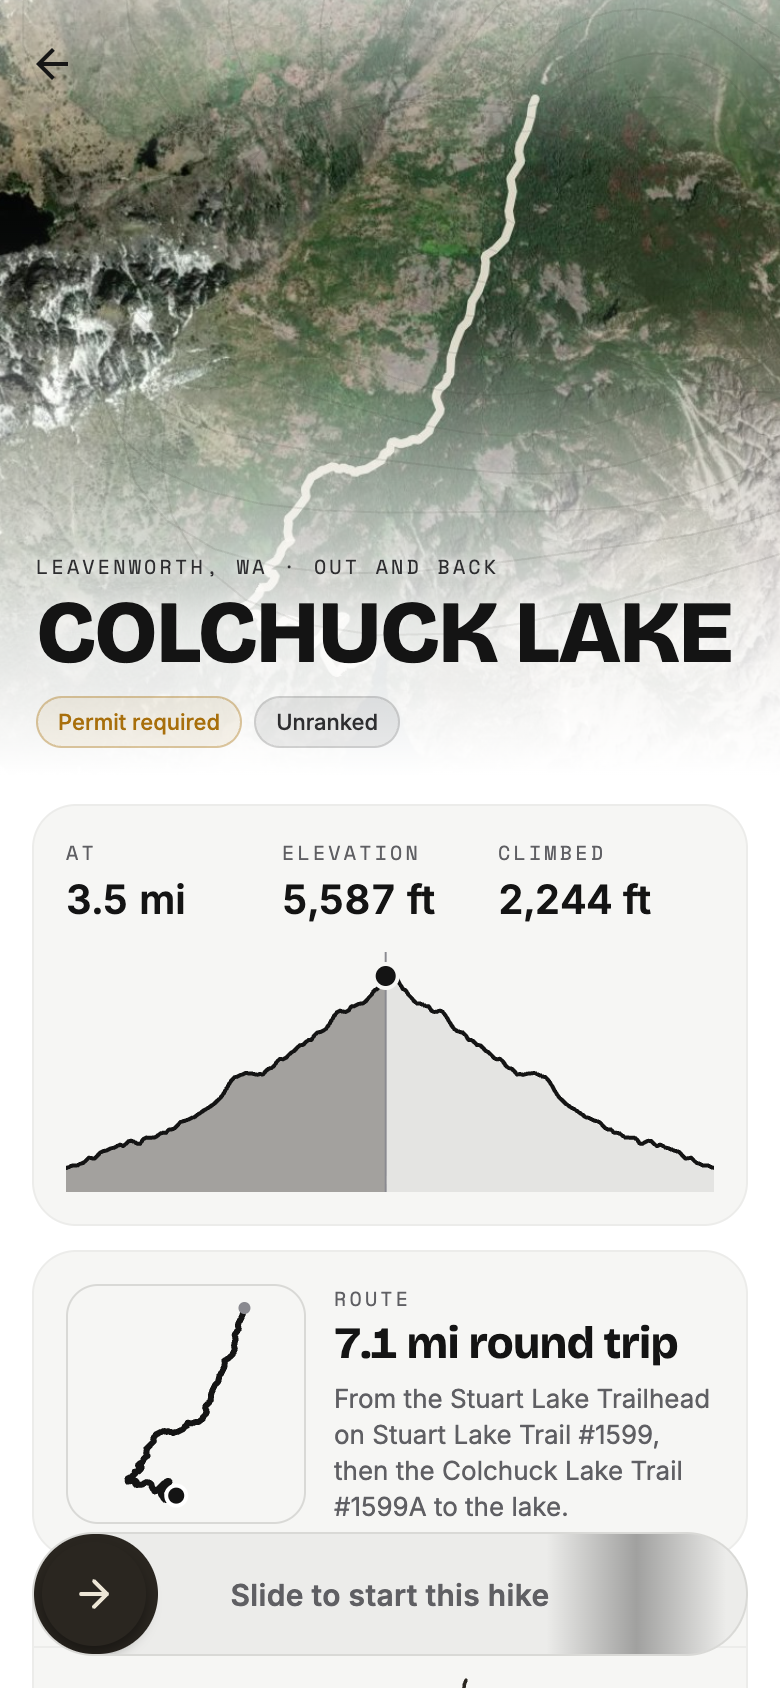 LEAVENWORTH, WA · OUT AND BACK
COLCHUCK LAKE
Permit required
Unranked
AT
ELEVATION
CLIMBED
3.5 mi
5,587 ft
2,244 ft
ROUTE
7.1 mi round trip
From the Stuart Lake Trailhead
on Stuart Lake Trail #1599,
then the Colchuck Lake Trail
#1599A to the lake.
Slide to start this hike